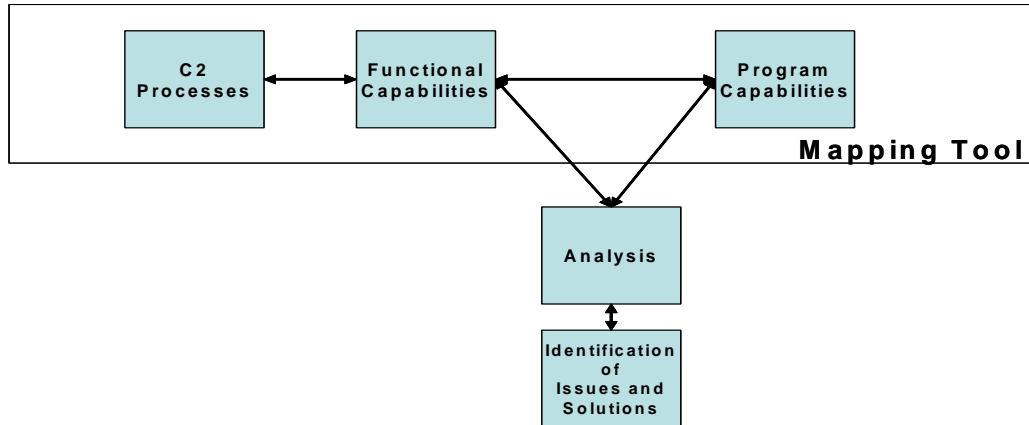 C2
Processes
Functional
Capabilities
Program
Capabilities
Mapping Tool
Analysis
Identification
of
Issues and
Solutions